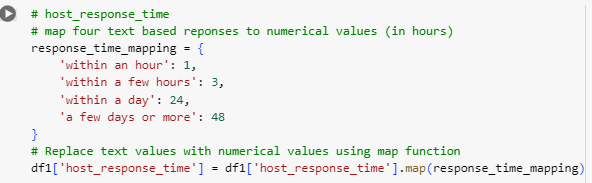 # host_response_time
# map four text based reponses to numerical values (in hours)
response_time_mapping = {
    'within an hour': 1,
    'within a few hours': 3,
    'within a day': 24,
    'a few days or more': 48
}
# Replace text values with numerical values using map function
df1['host_response_time'] = df1['host_response_time'].map(response_time_mapping)